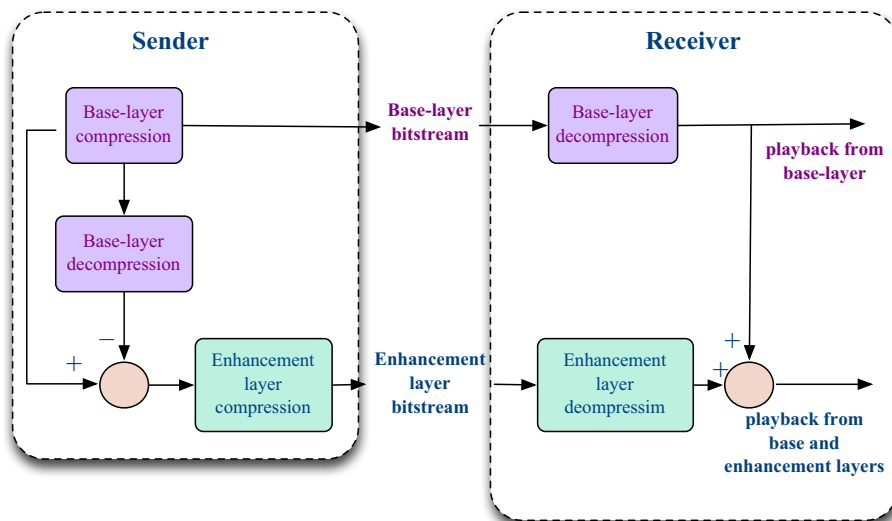 Sender
Receiver
Base-layer
compression
Base-layer
bitstream
Base-layer
decompression
playback from
base-layer
Base-layer
decompression
−
+
Enhancement
layer
compression
Enhancement
layer
bitstream
Enhancement
layer
deompressim
+
+
playback from
base and
enhancement layers